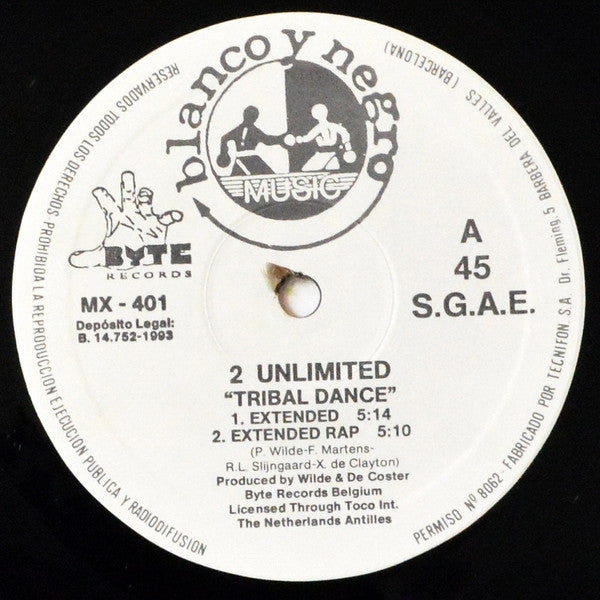 blanco y negro
MUSIC
BYTE
RECORDS
MX - 401
Depósito Legal:
B. 14.752-1993
A
45
S.G.A.E.
2 UNLIMITED
“TRIBAL DANCE”
1. EXTENDED 5:14
2. EXTENDED RAP 5:10
(P. Wilde-F. Martens-
R.L. Slijngaard-X. de Clayton)
Produced by Wilde & De Coster
Byte Records Belgium
Licensed Through Toco Int.
The Netherlands Antilles
RESERVADOS TODOS LOS DERECHOS PROHIBIDA LA REPRODUCCION EJECUCION PUBLICA Y RADIODIFUSION
PERMISO Nº 8062 - FABRICADO POR TECNIFON S.A. Dr. Fleming, 5 BARBERA DEL VALLES (BARCELONA)